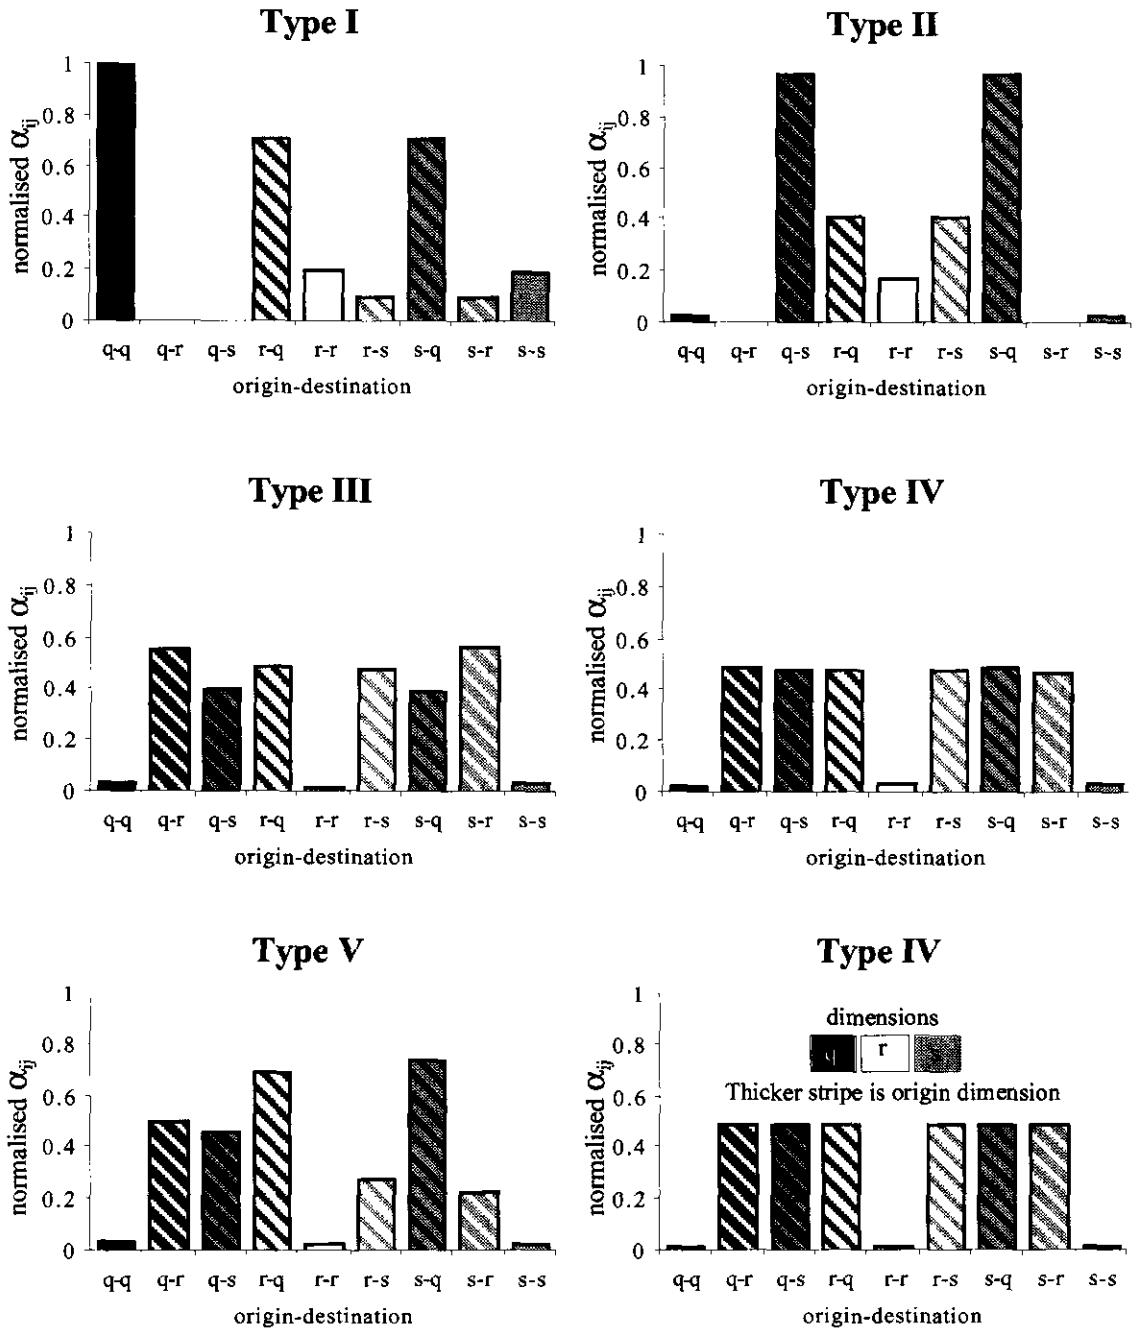 Type I
normalised αij
1
0.8
0.6
0.4
0.2
0
q-q q-r q-s r-q r-r r-s s-q s-r s-s
origin-destination
Type II
normalised αij
1
0.8
0.6
0.4
0.2
0
q-q q-r q-s r-q r-r r-s s-q s-r s-s
origin-destination
Type III
normalised αij
1
0.8
0.6
0.4
0.2
0
q-q q-r q-s r-q r-r r-s s-q s-r s-s
origin-destination
Type IV
normalised αij
1
0.8
0.6
0.4
0.2
0
q-q q-r q-s r-q r-r r-s s-q s-r s-s
origin-destination
Type V
normalised αij
1
0.8
0.6
0.4
0.2
0
q-q q-r q-s r-q r-r r-s s-q s-r s-s
origin-destination
Type IV
dimensions
q r s
Thicker stripe is origin dimension
normalised αij
1
0.8
0.6
0.4
0.2
0
q-q q-r q-s r-q r-r r-s s-q s-r s-s
origin-destination